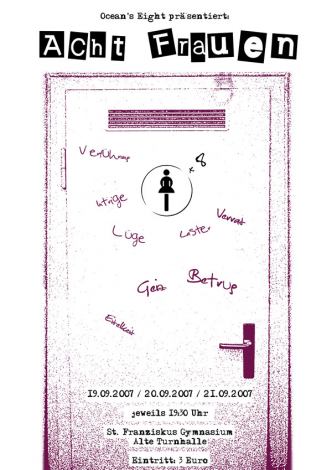 Ocean's Eight präsentiert:
Acht Frauen
Verführung
x 8
Intrige
Verrat
Lüge
Laster
Geiz
Betrug
Eitelkeit
19.09.2007 / 20.09.2007 / 21.09.2007
jeweils 19:30 Uhr
St. Franziskus Gymnasium
Alte Turnhalle
Eintritt: 3 Euro